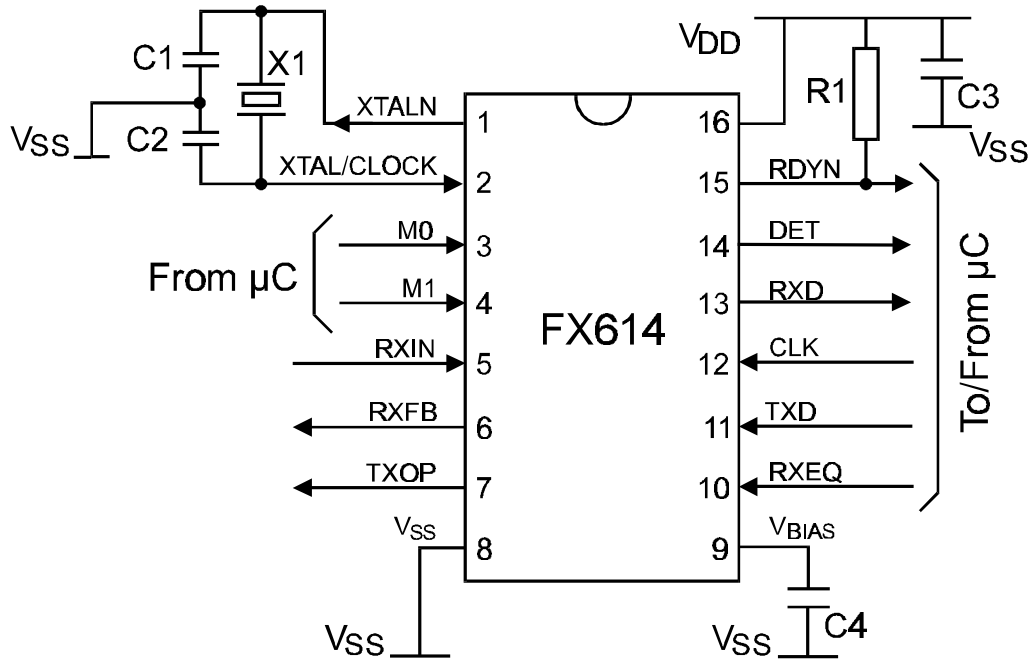 C1
C2
X1
VSS
XTALN
XTAL/CLOCK
From µC
M0
M1
RXIN
RXFB
TXOP
VSS
VSS
1
2
3
4
5
6
7
8
FX614
16
15
14
13
12
11
10
9
VDD
R1
C3
VSS
RDYN
DET
RXD
CLK
TXD
RXEQ
VBIAS
C4
VSS
To/From µC